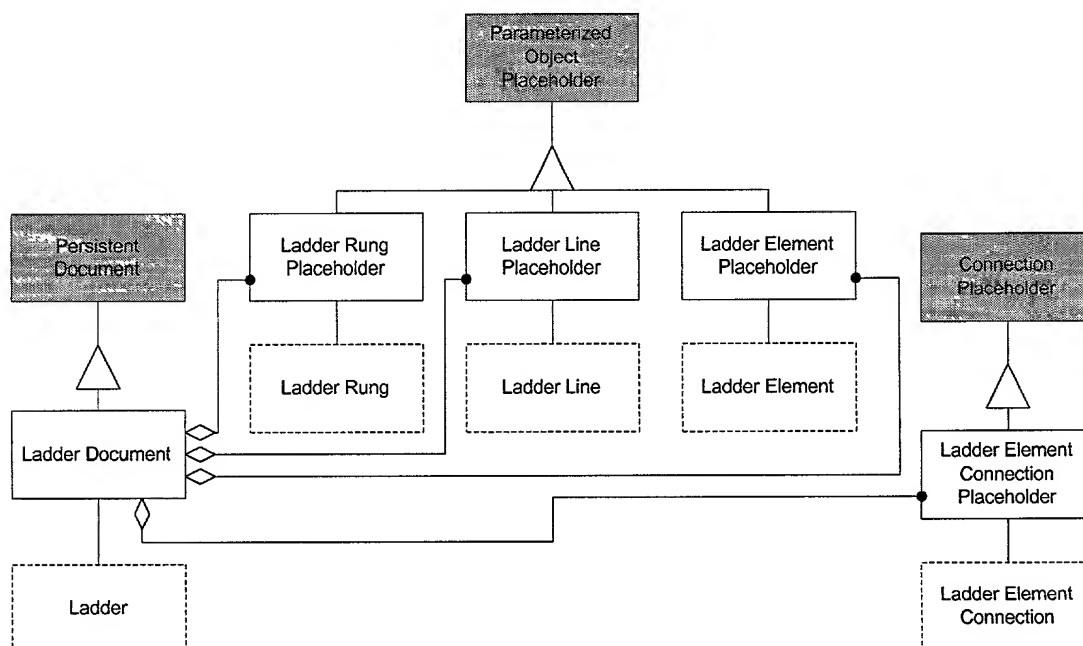 Parameterized
Object
Placeholder
Persistent
Document
Ladder Rung
Placeholder
Ladder Line
Placeholder
Ladder Element
Placeholder
Connection
Placeholder
Ladder Rung
Ladder Line
Ladder Element
Ladder Document
Ladder Element
Connection
Placeholder
Ladder
Ladder Element
Connection